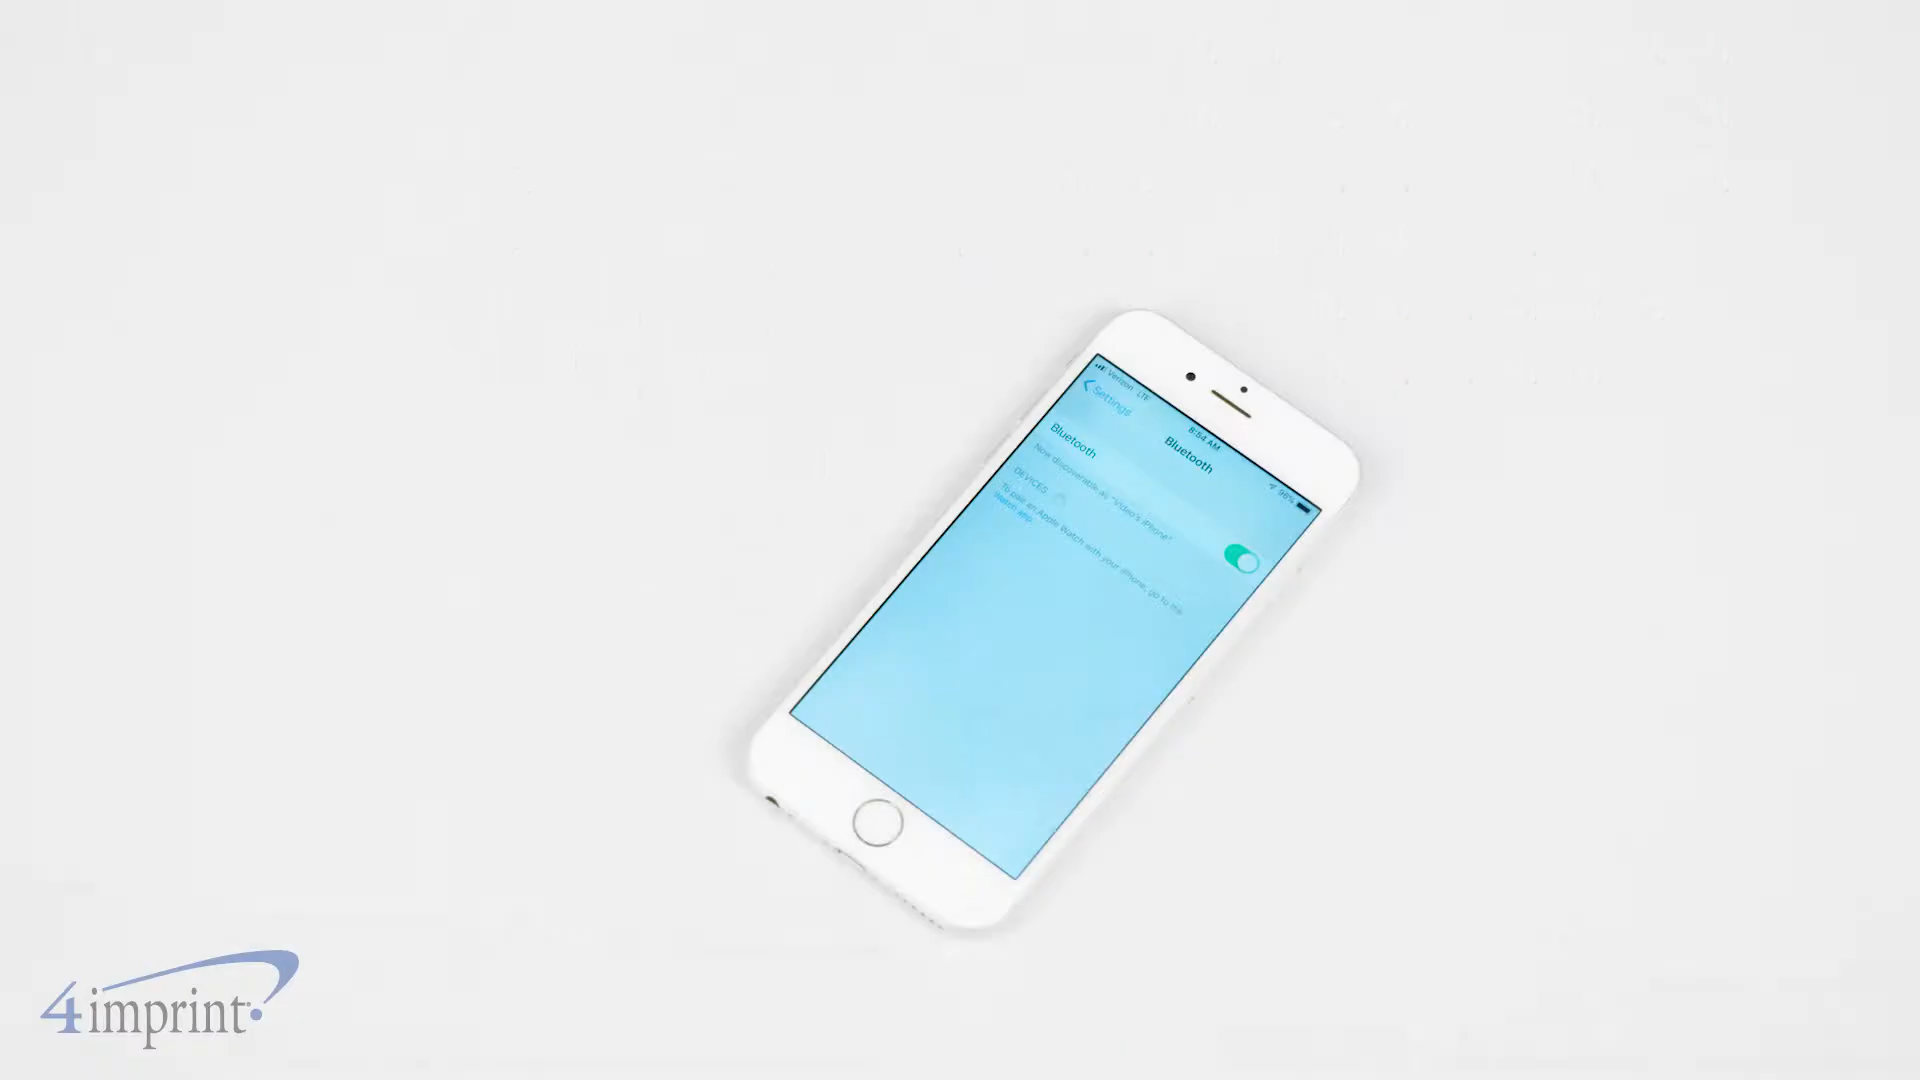 Verizon LTE
8:54 AM
96%
Settings
Bluetooth
Bluetooth
Now discoverable as "Video's iPhone".
DEVICES
To pair an Apple Watch with your iPhone, go to the
Watch app.
4imprint